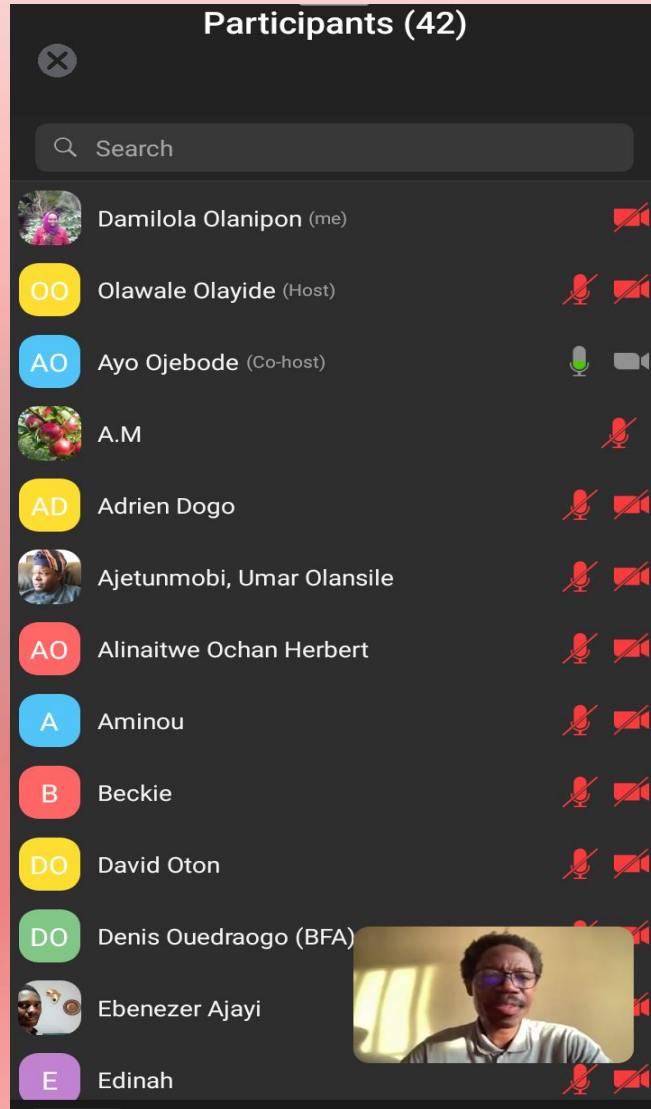 Participants (42)
Search
Damilola Olanipon (me)
OO Olawale Olayide (Host)
AO Ayo Ojebode (Co-host)
A.M
AD Adrien Dogo
Ajetunmobi, Umar Olansile
AO Alinaitwe Ochan Herbert
A Aminou
B Beckie
DO David Oton
DO Denis Ouedraogo (BFA)
Ebenezer Ajayi
E Edinah